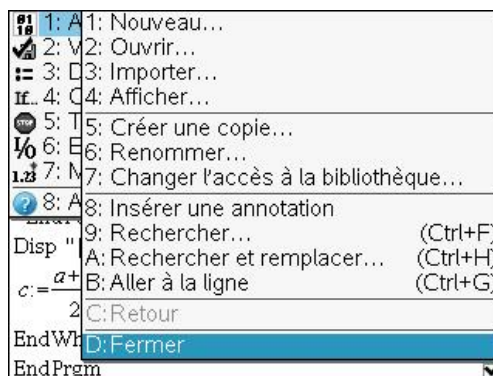 1: A
2: V
3: D
4: C
5: T
6: E
7: N
8: A
1: Nouveau...
2: Ouvrir...
3: Importer...
4: Afficher...
5: Créer une copie...
6: Renommer...
7: Changer l'accès à la bibliothèque...
8: Insérer une annotation
9: Rechercher... (Ctrl+F)
A: Rechercher et remplacer... (Ctrl+H)
B: Aller à la ligne (Ctrl+G)
C: Retour
D: Fermer
Disp "
c:= a+
2
EndWh
EndPrgm